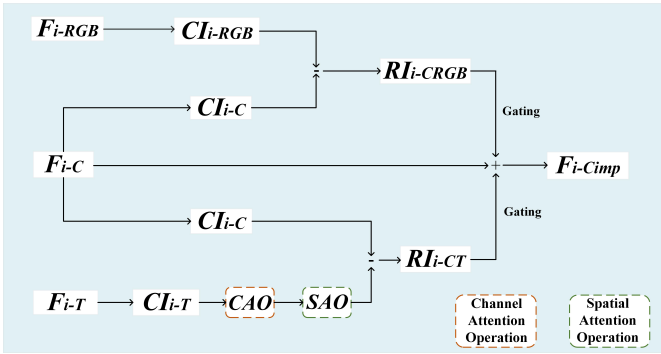 Fi-RGB CIi-RGB
- RIi-CRGB
CIi-C Gating
Fi-C + Fi-Cimp
CIi-C Gating
- RIi-CT
Fi-T CIi-T CAO SAO
Channel
Attention
Operation
Spatial
Attention
Operation